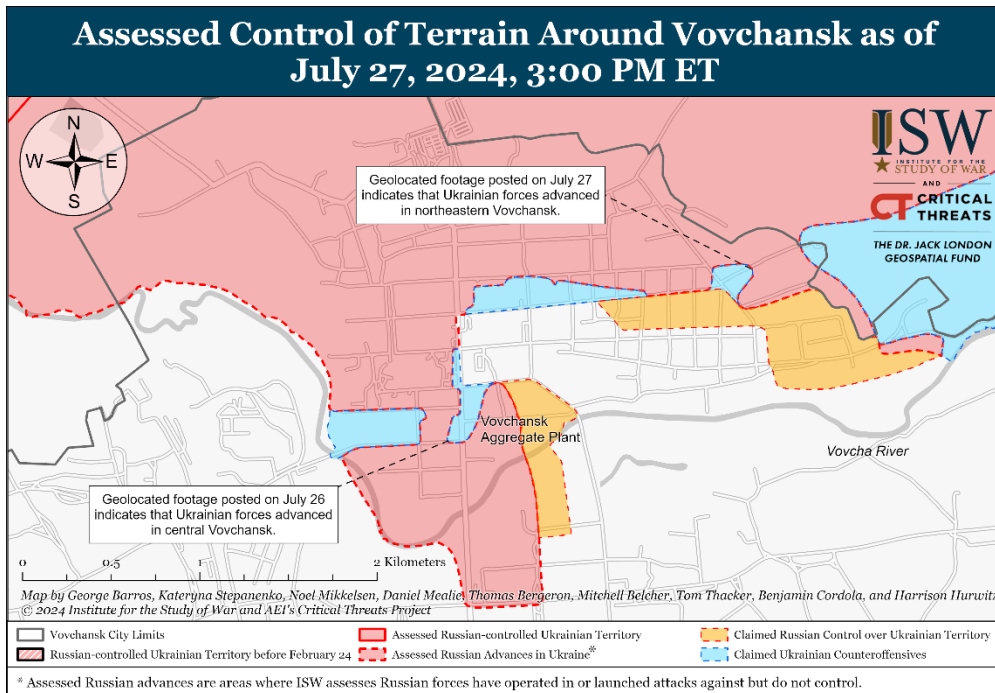 Assessed Control of Terrain Around Vovchansk as of
July 27, 2024, 3:00 PM ET
N
W E
S
ISW
INSTITUTE FOR THE
STUDY OF WAR
AND
CT CRITICAL
THREATS
THE DR. JACK LONDON
GEOSPATIAL FUND
Geolocated footage posted on July 27
indicates that Ukrainian forces advanced
in northeastern Vovchansk.
Vovchansk
Aggregate Plant
Vovcha River
Geolocated footage posted on July 26
indicates that Ukrainian forces advanced
in central Vovchansk.
0 0.5 1 2 Kilometers
Map by George Barros, Kateryna Stepanenko, Noel Mikkelsen, Daniel Mealie, Thomas Bergeron, Mitchell Belcher, Tom Thacker, Benjamin Cordola, and Harrison Hurwitz
© 2024 Institute for the Study of War and AEI's Critical Threats Project
Vovchansk City Limits
Assessed Russian-controlled Ukrainian Territory
Claimed Russian Control over Ukrainian Territory
Russian-controlled Ukrainian Territory before February 24
Assessed Russian Advances in Ukraine*
Claimed Ukrainian Counteroffensives
* Assessed Russian advances are areas where ISW assesses Russian forces have operated in or launched attacks against but do not control.